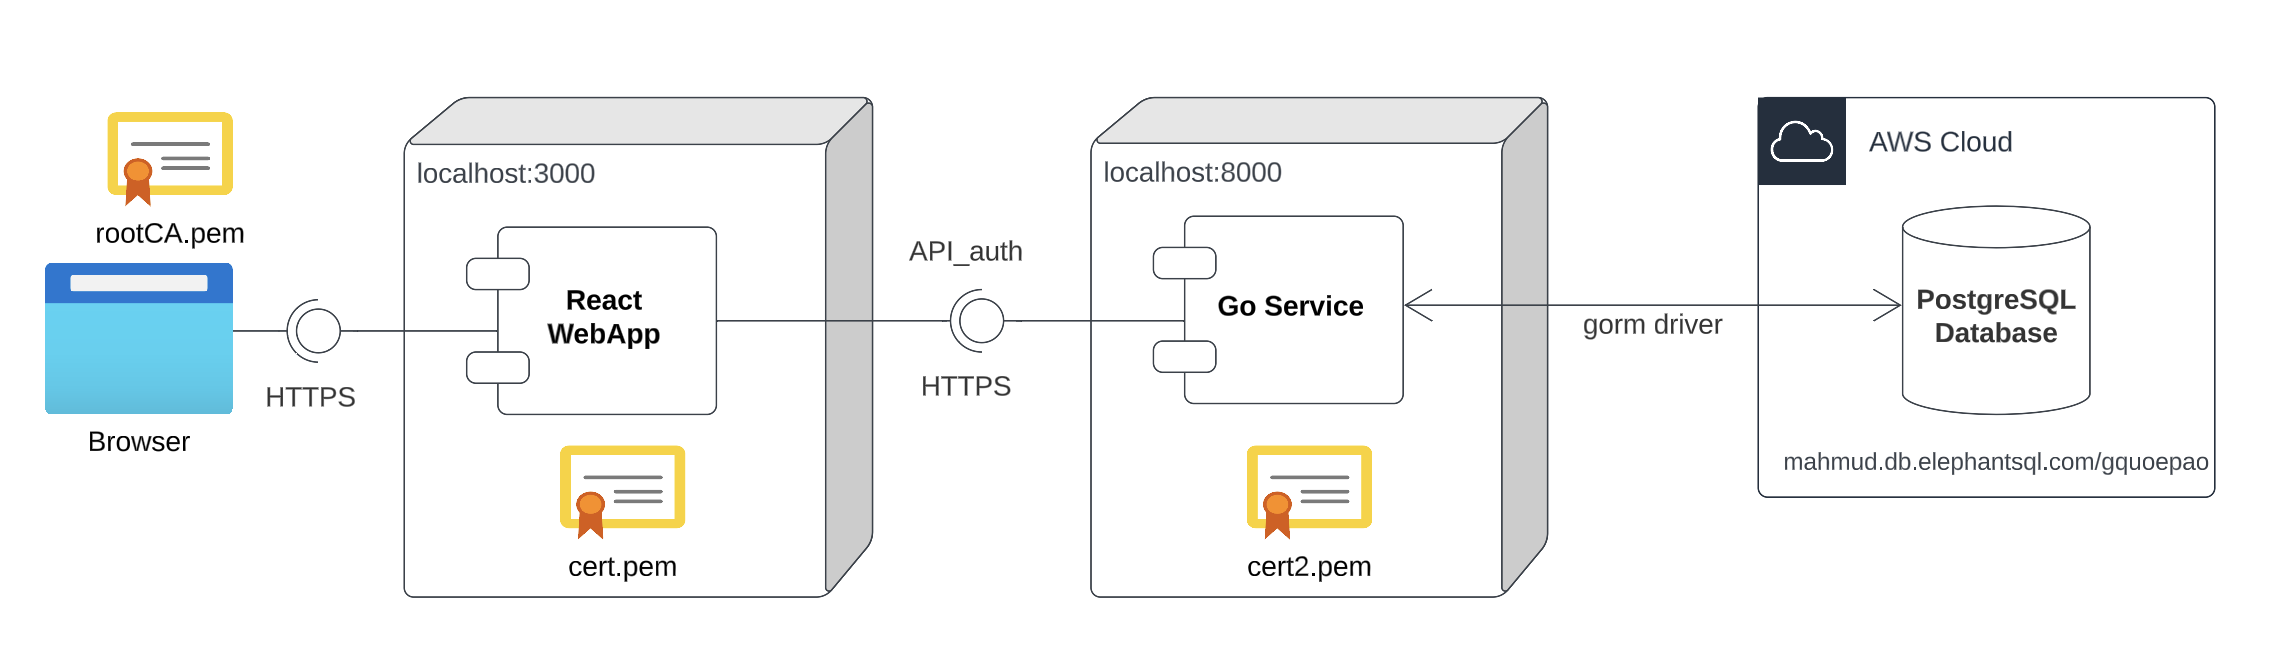 rootCA.pem
Browser
HTTPS
localhost:3000
React
WebApp
cert.pem
API_auth
HTTPS
localhost:8000
Go Service
cert2.pem
gorm driver
AWS Cloud
PostgreSQL
Database
mahmud.db.elephantsql.com/gquoepao